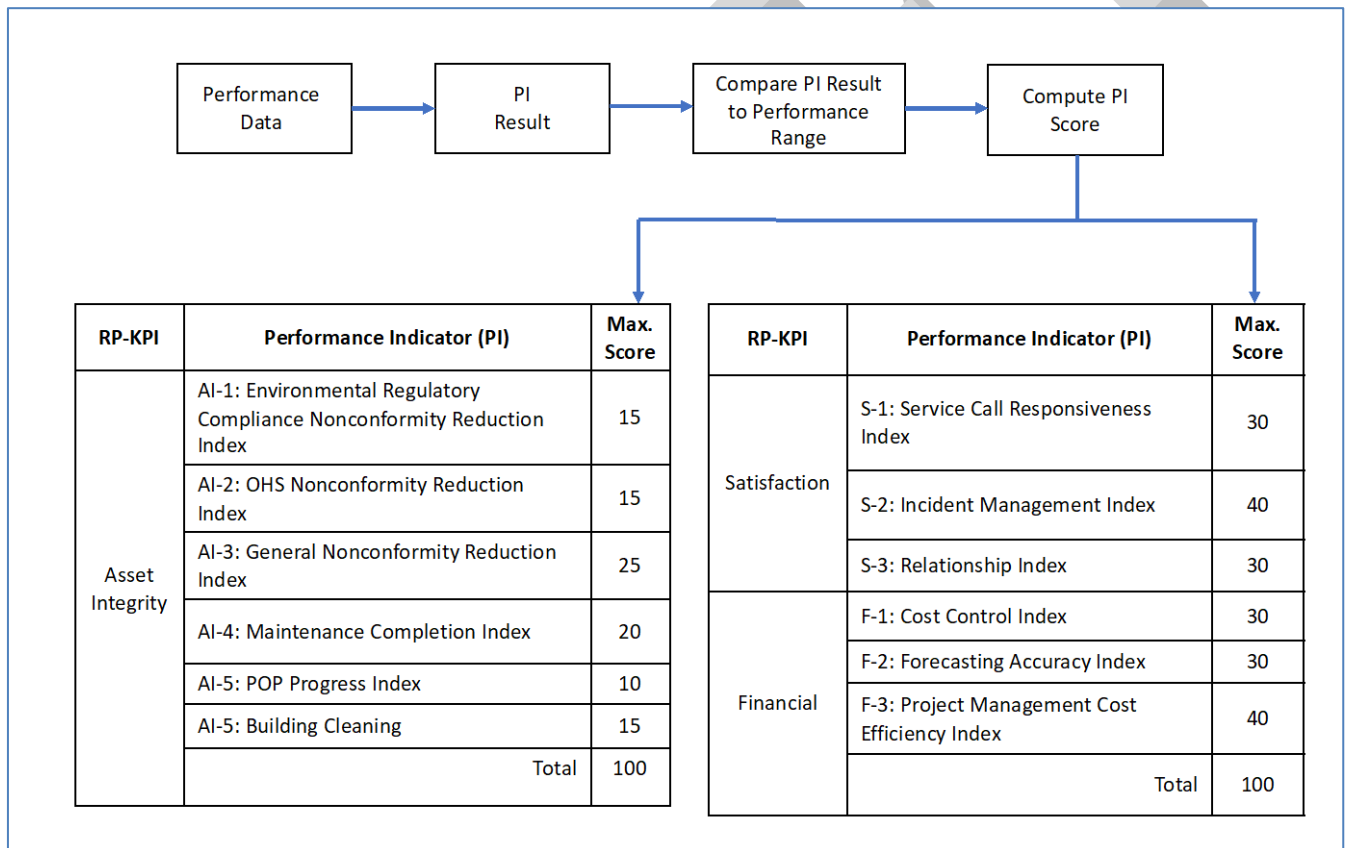 Performance
Data
PI
Result
Compare PI Result
to Performance
Range
Compute PI
Score
RP-KPI
Performance Indicator (PI)
Max.
Score
Asset
Integrity
AI-1: Environmental Regulatory
Compliance Nonconformity Reduction
Index
15
AI-2: OHS Nonconformity Reduction
Index
15
AI-3: General Nonconformity Reduction
Index
25
AI-4: Maintenance Completion Index
20
AI-5: POP Progress Index
10
AI-5: Building Cleaning
15
Total
100
RP-KPI
Performance Indicator (PI)
Max.
Score
Satisfaction
S-1: Service Call Responsiveness
Index
30
S-2: Incident Management Index
40
S-3: Relationship Index
30
Financial
F-1: Cost Control Index
30
F-2: Forecasting Accuracy Index
30
F-3: Project Management Cost
Efficiency Index
40
Total
100